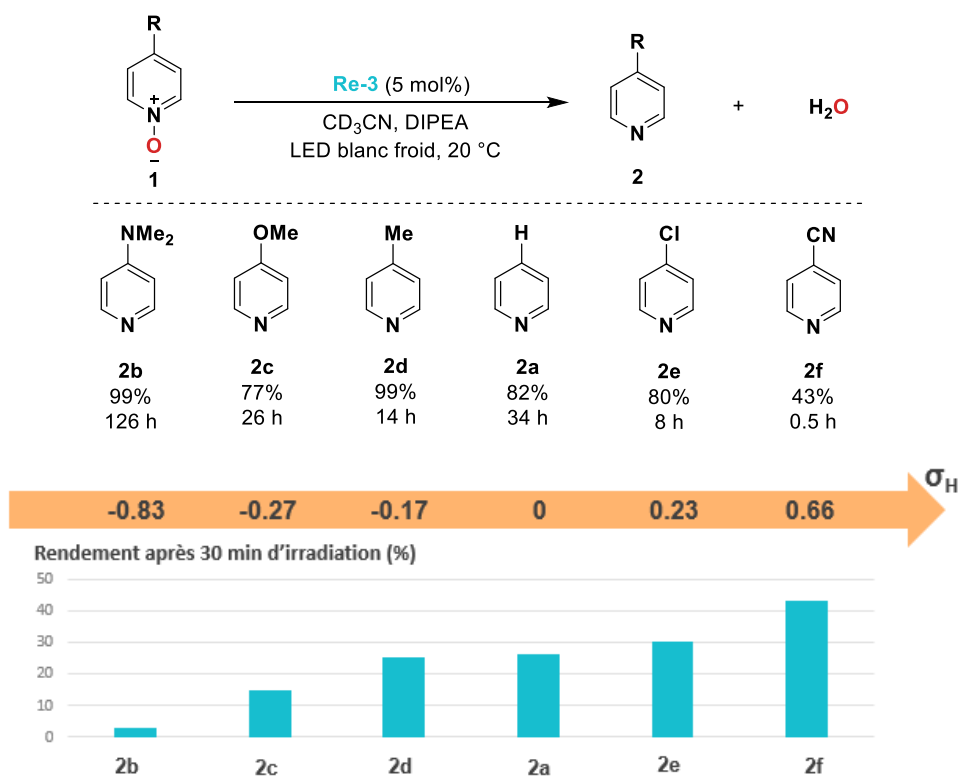 R
R
N
+
O
−
1
Re-3 (5 mol%)
CD₃CN, DIPEA
LED blanc froid, 20 °C
N
2
+
H₂O
NMe₂ OMe Me H Cl CN
N N N N N N
2b 2c 2d 2a 2e 2f
99% 77% 99% 82% 80% 43%
126 h 26 h 14 h 34 h 8 h 0.5 h
σH
-0.83 -0.27 -0.17 0 0.23 0.66
Rendement après 30 min d'irradiation (%)
50
40
30
20
10
0
2b 2c 2d 2a 2e 2f